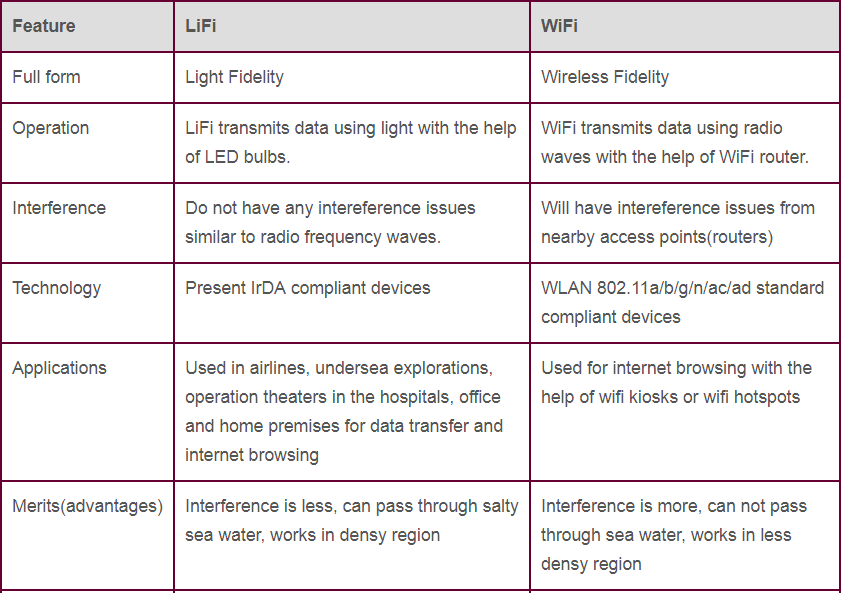 Feature LiFi WiFi
Full form Light Fidelity Wireless Fidelity
Operation LiFi transmits data using light with the help WiFi transmits data using radio
of LED bulbs. waves with the help of WiFi router.
Interference Do not have any intereference issues Will have intereference issues from
similar to radio frequency waves. nearby access points(routers)
Technology Present IrDA compliant devices WLAN 802.11a/b/g/n/ac/ad standard
compliant devices
Applications Used in airlines, undersea explorations, Used for internet browsing with the
operation theaters in the hospitals, office help of wifi kiosks or wifi hotspots
and home premises for data transfer and
internet browsing
Merits(advantages) Interference is less, can pass through salty Interference is more, can not pass
sea water, works in densy region through sea water, works in less
densy region